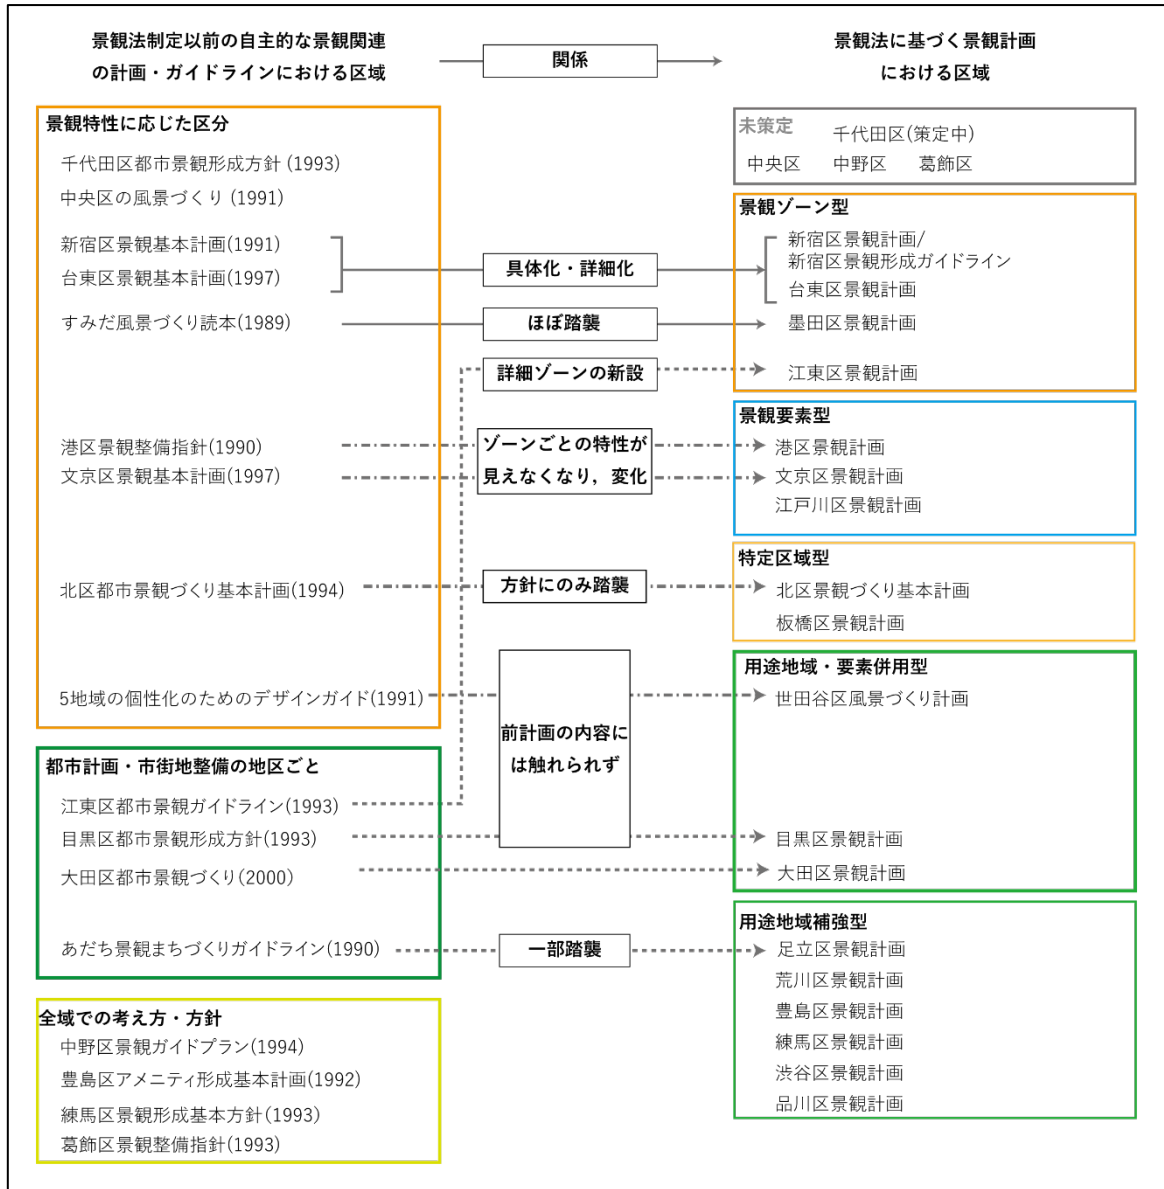 景観法制定以前の自主的な景観関連
の計画・ガイドラインにおける区域
関係
景観法に基づく景観計画
における区域
景観特性に応じた区分
千代田区都市景観形成方針 (1993)
中央区の風景づくり (1991)
新宿区景観基本計画(1991)
台東区景観基本計画(1997)
すみだ風景づくり読本(1989)
港区景観整備指針(1990)
文京区景観基本計画(1997)
北区都市景観づくり基本計画(1994)
5地域の個性化のためのデザインガイド(1991)
都市計画・市街地整備の地区ごと
江東区都市景観ガイドライン(1993)
目黒区都市景観形成方針(1993)
大田区都市景観づくり(2000)
あだち景観まちづくりガイドライン(1990)
全域での考え方・方針
中野区景観ガイドプラン(1994)
豊島区アメニティ形成基本計画(1992)
練馬区景観形成基本方針(1993)
葛飾区景観整備指針(1993)
具体化・詳細化
ほぼ踏襲
詳細ゾーンの新設
ゾーンごとの特性が
見えなくなり，変化
方針にのみ踏襲
前計画の内容に
は触れられず
一部踏襲
未策定
千代田区(策定中)
中央区 中野区 葛飾区
景観ゾーン型
新宿区景観計画/
新宿区景観形成ガイドライン
台東区景観計画
墨田区景観計画
江東区景観計画
景観要素型
港区景観計画
文京区景観計画
江戸川区景観計画
特定区域型
北区景観づくり基本計画
板橋区景観計画
用途地域・要素併用型
世田谷区風景づくり計画
目黒区景観計画
大田区景観計画
用途地域補強型
足立区景観計画
荒川区景観計画
豊島区景観計画
練馬区景観計画
渋谷区景観計画
品川区景観計画